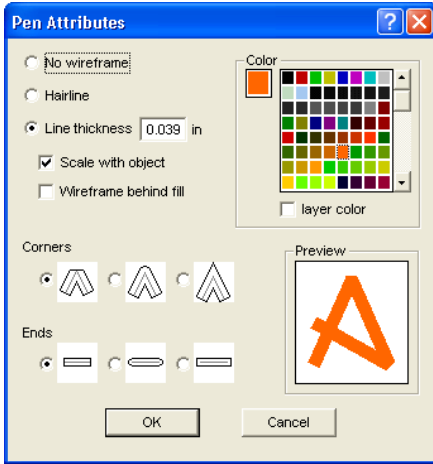 Pen Attributes
No wireframe
Hairline
Line thickness 0.039 in
Scale with object
Wireframe behind fill
Color
layer color
Corners
Ends
Preview
OK
Cancel